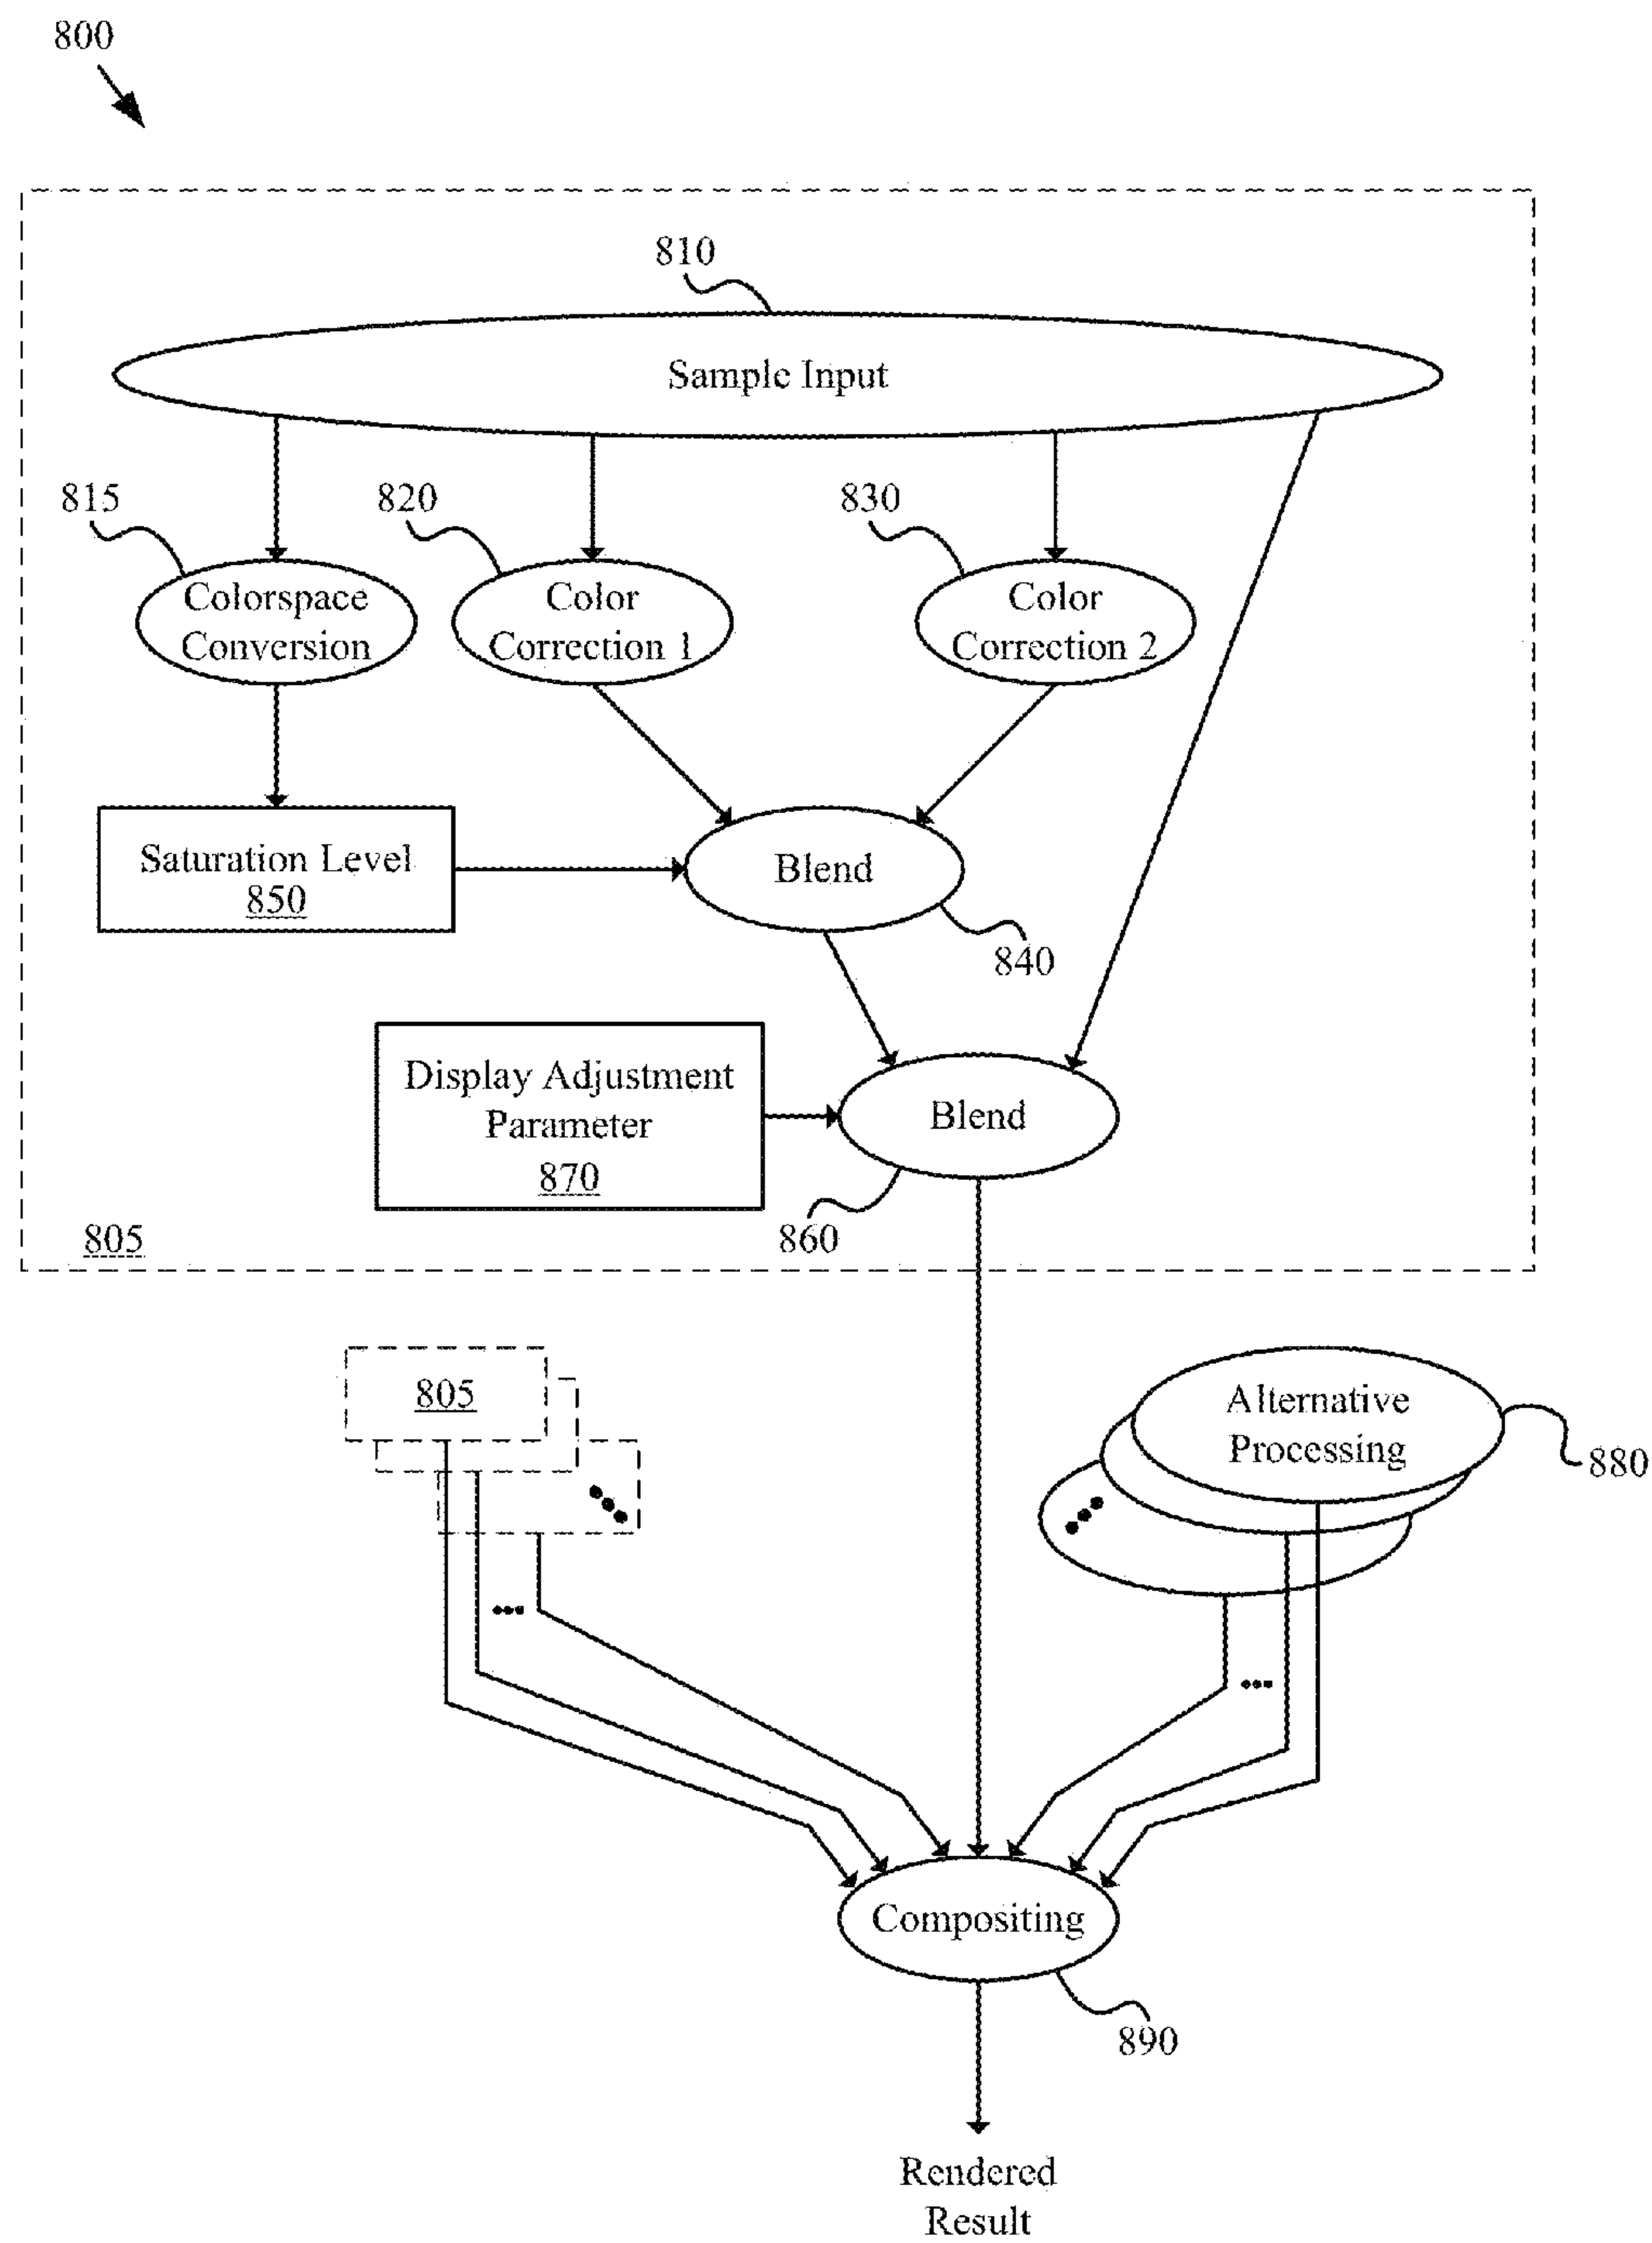 800
810
Sample Input
815
820
830
Colorspace
Conversion
Color
Correction 1
Color
Correction 2
Saturation Level
850
Blend
840
Display Adjustment
Parameter
870
Blend
860
805
805
Alternative
Processing
880
Compositing
890
Rendered
Result